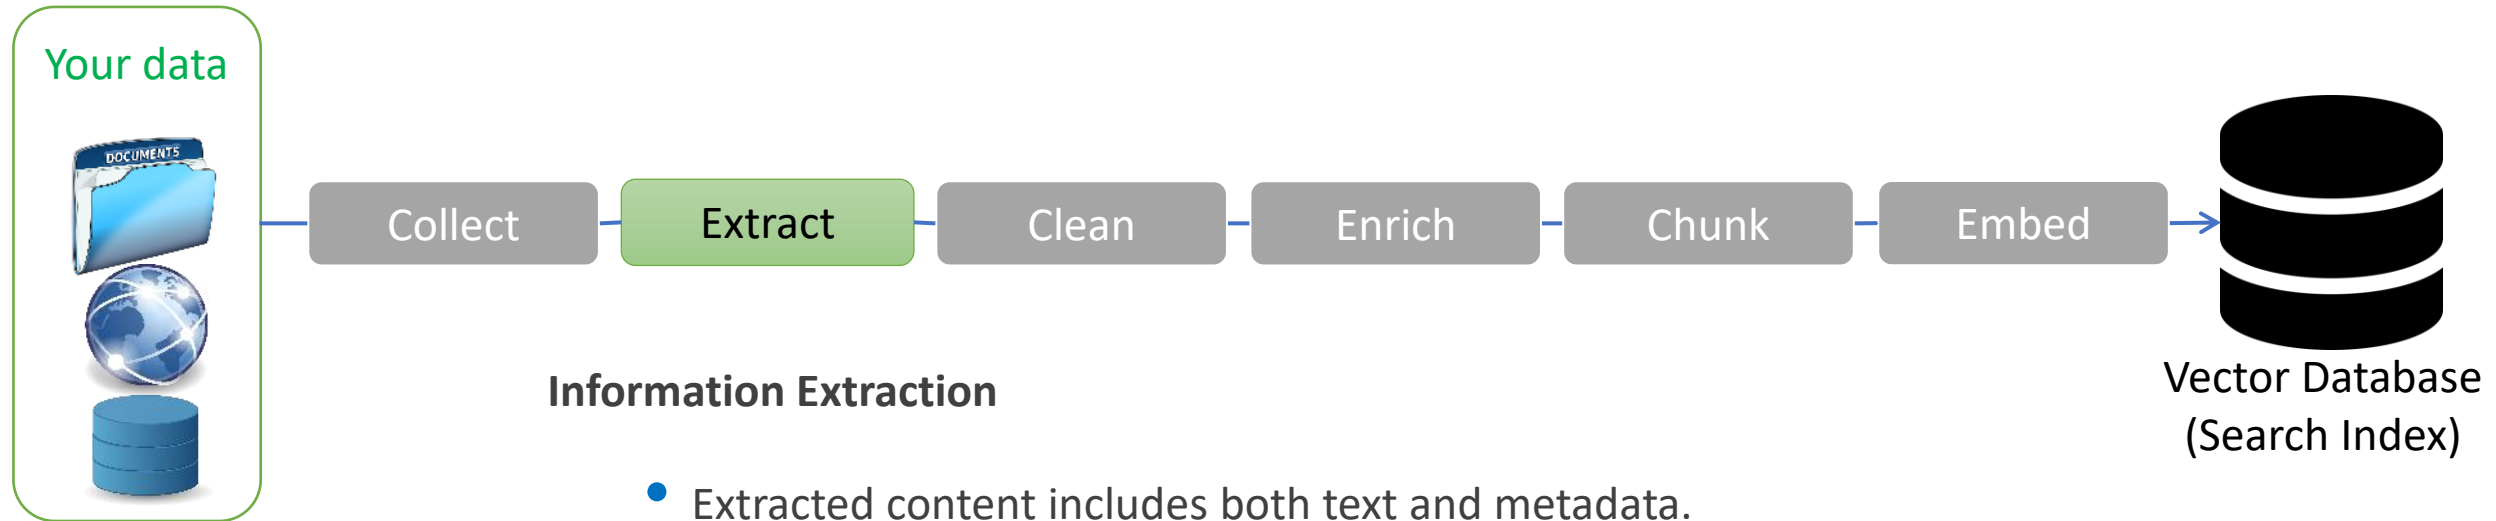 Your data
DOCUMENTS
Collect
Extract
Clean
Enrich
Chunk
Embed
Vector Database
(Search Index)
Information Extraction
• Extracted content includes both text and metadata.